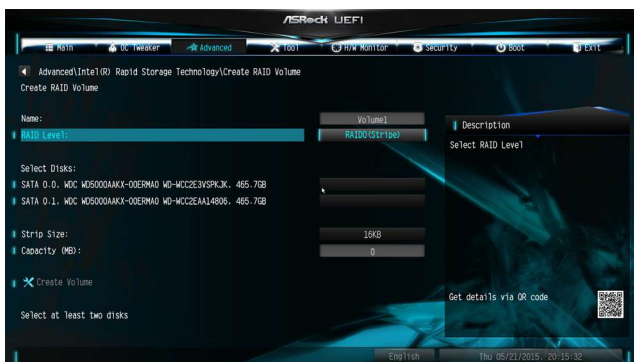 ASRock UEFI
Main OC Tweaker Advanced Tool H/W Monitor Security Boot Exit
Advanced\Intel(R) Rapid Storage Technology\Create RAID Volume
Create RAID Volume
Name: Volume1
RAID Level: RAID0(Stripe)
Select Disks:
SATA 0.0. WDC WD5000AAKX-00ERMA0 WD-WCC2E3VSPKJK. 465.7GB
SATA 0.1. WDC WD5000AAKX-00ERMA0 WD-WCC2EAA14806. 465.7GB
Strip Size: 16KB
Capacity (MB): 0
Create Volume
Select at least two disks
Description
Select RAID Level
Get details via QR code
English Thu 05/21/2015. 20:15:32